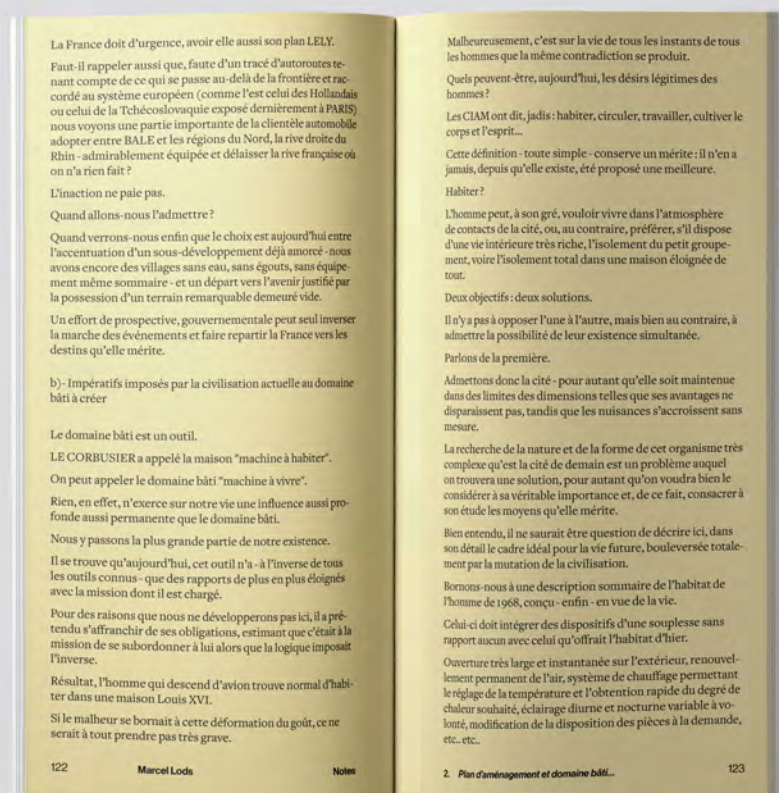 La France doit d'urgence, avoir elle aussi son plan LELY.
Faut-il rappeler aussi que, faute d'un tracé d'autoroutes te-
nant compte de ce qui se passe au-delà de la frontière et rac-
cordé au système européen (comme l'est celui des Hollandais
ou celui de la Tchécoslovaquie exposé dernièrement à PARIS)
nous voyons une partie importante de la clientèle automobile
adopter entre BALE et les régions du Nord, la rive droite du
Rhin - admirablement équipée et délaisser la rive française où
on n'a rien fait ?
L'inaction ne paie pas.
Quand allons-nous l'admettre ?
Quand verrons-nous enfin que le choix est aujourd'hui entre
l'accentuation d'un sous-développement déjà amorcé - nous
avons encore des villages sans eau, sans égouts, sans équipe-
ment même sommaire - et un départ vers l'avenir justifié par
la possession d'un terrain remarquable demeuré vide.
Un effort de prospective, gouvernementale peut seul inverser
la marche des événements et faire repartir la France vers les
destins qu'elle mérite.
b)- Impératifs imposés par la civilisation actuelle au domaine
bâti à créer
Le domaine bâti est un outil.
LE CORBUSIER a appelé la maison "machine à habiter".
On peut appeler le domaine bâti "machine à vivre".
Rien, en effet, n'exerce sur notre vie une influence aussi pro-
fonde aussi permanente que le domaine bâti.
Nous y passons la plus grande partie de notre existence.
Il se trouve qu'aujourd'hui, cet outil n'a - à l'inverse de tous
les outils connus - que des rapports de plus en plus éloignés
avec la mission dont il est chargé.
Pour des raisons que nous ne développerons pas ici, il a pré-
tendu s'affranchir de ses obligations, estimant que c'était à la
mission de se subordonner à lui alors que la logique imposait
l'inverse.
Résultat, l'homme qui descend d'avion trouve normal d'habi-
ter dans une maison Louis XVI.
Si le malheur se bornait à cette déformation du goût, ce ne
serait à tout prendre pas très grave.
122 Marcel Lods Notes
Malheureusement, c'est sur la vie de tous les instants de tous
les hommes que la même contradiction se produit.
Quels peuvent-être, aujourd'hui, les désirs légitimes des
hommes ?
Les CIAM ont dit, jadis : habiter, circuler, travailler, cultiver le
corps et l'esprit...
Cette définition - toute simple - conserve un mérite : il n'en a
jamais, depuis qu'elle existe, été proposé une meilleure.
Habiter ?
L'homme peut, à son gré, vouloir vivre dans l'atmosphère
de contacts de la cité, ou, au contraire, préférer, s'il dispose
d'une vie intérieure très riche, l'isolement du petit groupe-
ment, voire l'isolement total dans une maison éloignée de
tout.
Deux objectifs : deux solutions.
Il n'y a pas à opposer l'une à l'autre, mais bien au contraire, à
admettre la possibilité de leur existence simultanée.
Parlons de la première.
Admettons donc la cité - pour autant qu'elle soit maintenue
dans des limites des dimensions telles que ses avantages ne
disparaissent pas, tandis que les nuisances s'accroissent sans
mesure.
La recherche de la nature et de la forme de cet organisme très
complexe qu'est la cité de demain est un problème auquel
on trouvera une solution, pour autant qu'on voudra bien le
considérer à sa véritable importance et, de ce fait, consacrer à
son étude les moyens qu'elle mérite.
Bien entendu, il ne saurait être question de décrire ici, dans
son détail le cadre idéal pour la vie future, bouleversée totale-
ment par la mutation de la civilisation.
Bornons-nous à une description sommaire de l'habitat de
l'homme de 1968, conçu - enfin - en vue de la vie.
Celui-ci doit intégrer des dispositifs d'une souplesse sans
rapport aucun avec celui qu'offrait l'habitat d'hier.
Ouverture très large et instantanée sur l'extérieur, renouvel-
lement permanent de l'air, système de chauffage permettant
le réglage de la température et l'obtention rapide du degré de
chaleur souhaité, éclairage diurne et nocturne variable à vo-
lonté, modification de la disposition des pièces à la demande,
etc.. etc..
2. Plan d'aménagement et domaine bâti... 123